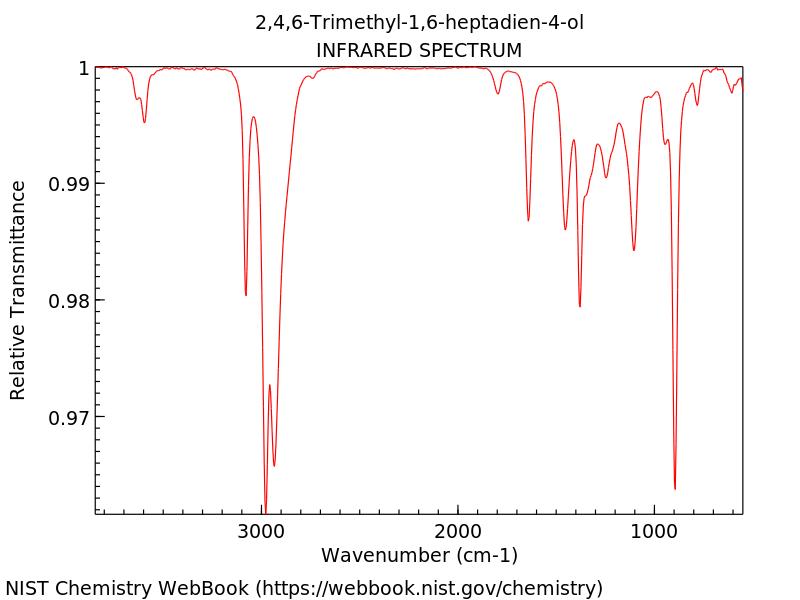 2,4,6-Trimethyl-1,6-heptadien-4-ol
INFRARED SPECTRUM
1
0.99
0.98
0.97
Relative Transmittance
3000 2000 1000
Wavenumber (cm-1)
NIST Chemistry WebBook (https://webbook.nist.gov/chemistry)